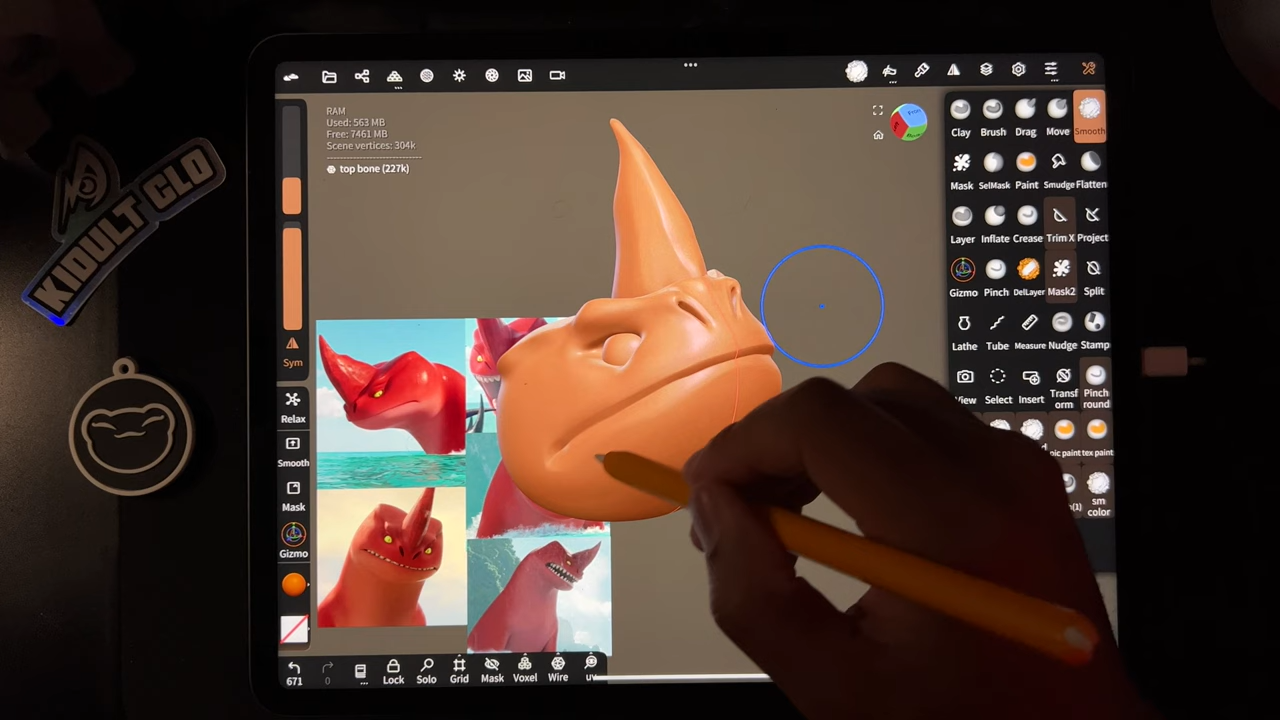 KIDULT CLO
RAM
Used: 563 MB
Free: 7461 MB
Scene vertices: 304k
top bone (227k)
Sym
Relax
Smooth
Mask
Gizmo
671
0
Lock
Solo
Grid
Mask
Voxel
Wire
uv
Clay
Brush
Drag
Move
Smooth
Mask
SelMask
Paint
Smudge
Flatten
Layer
Inflate
Crease
Trim X
Project
Gizmo
Pinch
DelLayer
Mask2
Split
Lathe
Tube
Measure
Nudge
Stamp
View
Select
Insert
Transf
orm
Pinch
round
pic paint
tex paint
sm
color